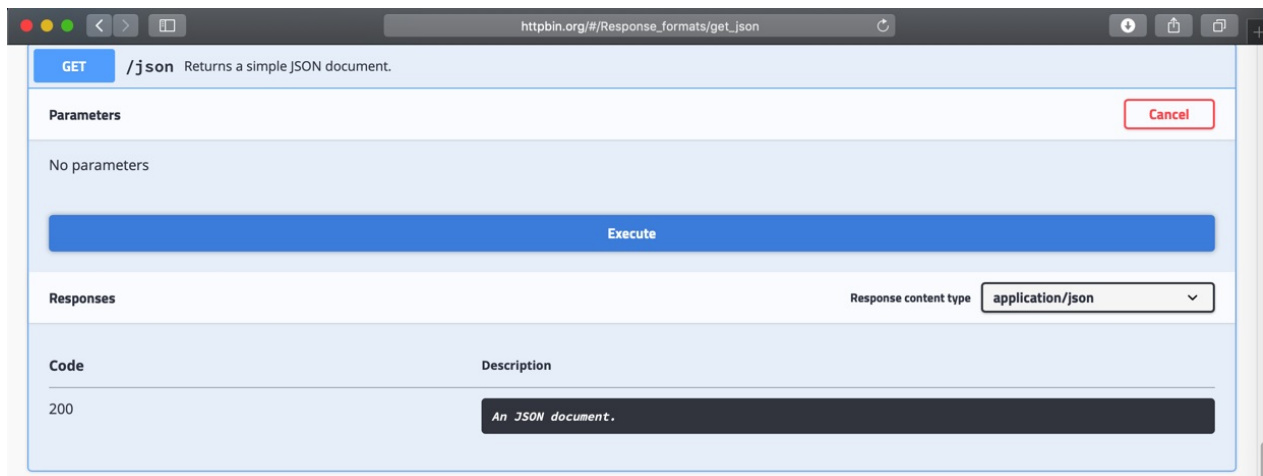 httpbin.org/#/Response_formats/get_json
GET /json Returns a simple JSON document.
Parameters Cancel
No parameters
Execute
Responses Response content type application/json
Code Description
200 An JSON document.